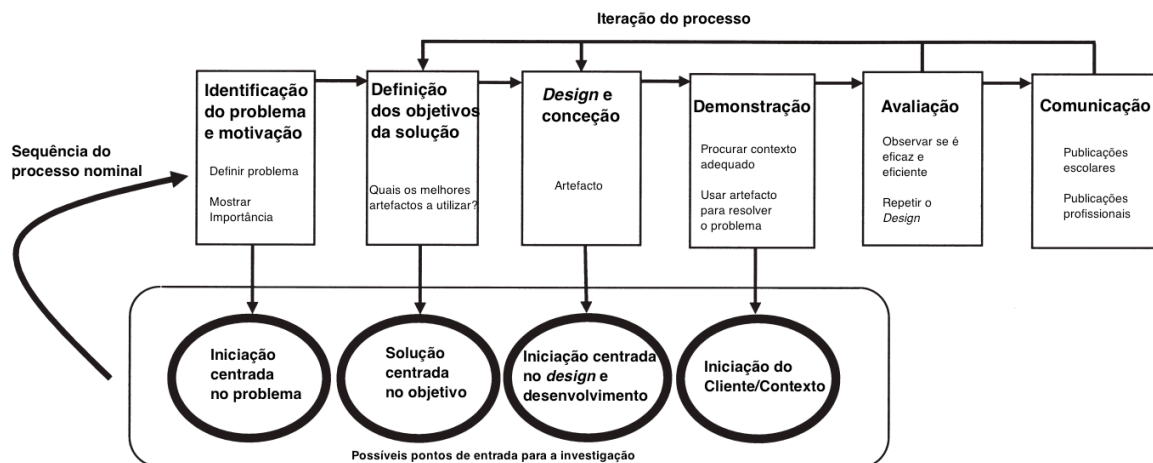 Iteração do processo
Identificação
do problema
e motivação
Definir problema
Mostrar
Importância
Definição
dos objetivos
da solução
Quais os melhores
artefactos a utilizar?
Design e
conceção
Artefacto
Demonstração
Procurar contexto
adequado
Usar artefacto
para resolver
o problema
Avaliação
Observar se é
eficaz e
eficiente
Repetir o
Design
Comunicação
Publicações
escolares
Publicações
profissionais
Sequência do
processo nominal
Iniciação
centrada
no problema
Solução
centrada
no objetivo
Iniciação centrada
no design e
desenvolvimento
Iniciação do
Cliente/Contexto
Possíveis pontos de entrada para a investigação